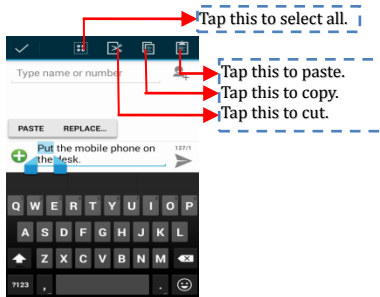 Tap this to select all.
Type name or number
Tap this to paste.
Tap this to copy.
Tap this to cut.
PASTE REPLACE...
Put the mobile phone on
the desk.
127/1
Q W E R T Y U I O P
A S D F G H J K L
Z X C V B N M
?123 , .